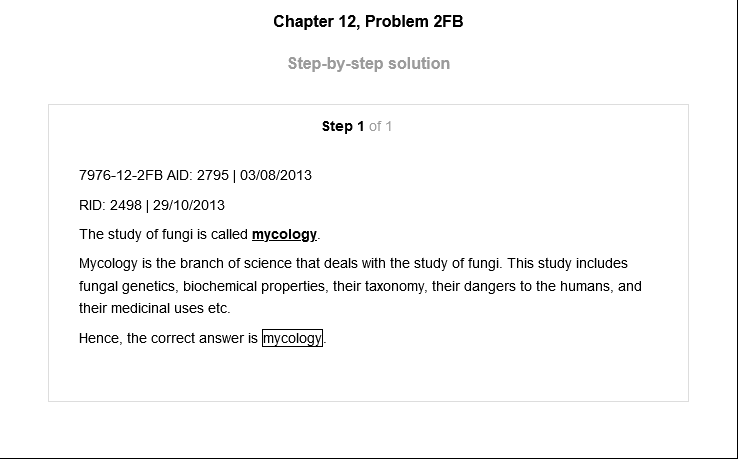 Chapter 12, Problem 2FB
Step-by-step solution
Step 1 of 1
7976-12-2FB AID: 2795 | 03/08/2013
RID: 2498 | 29/10/2013
The study of fungi is called mycology.
Mycology is the branch of science that deals with the study of fungi. This study includes
fungal genetics, biochemical properties, their taxonomy, their dangers to the humans, and
their medicinal uses etc.
Hence, the correct answer is mycology.